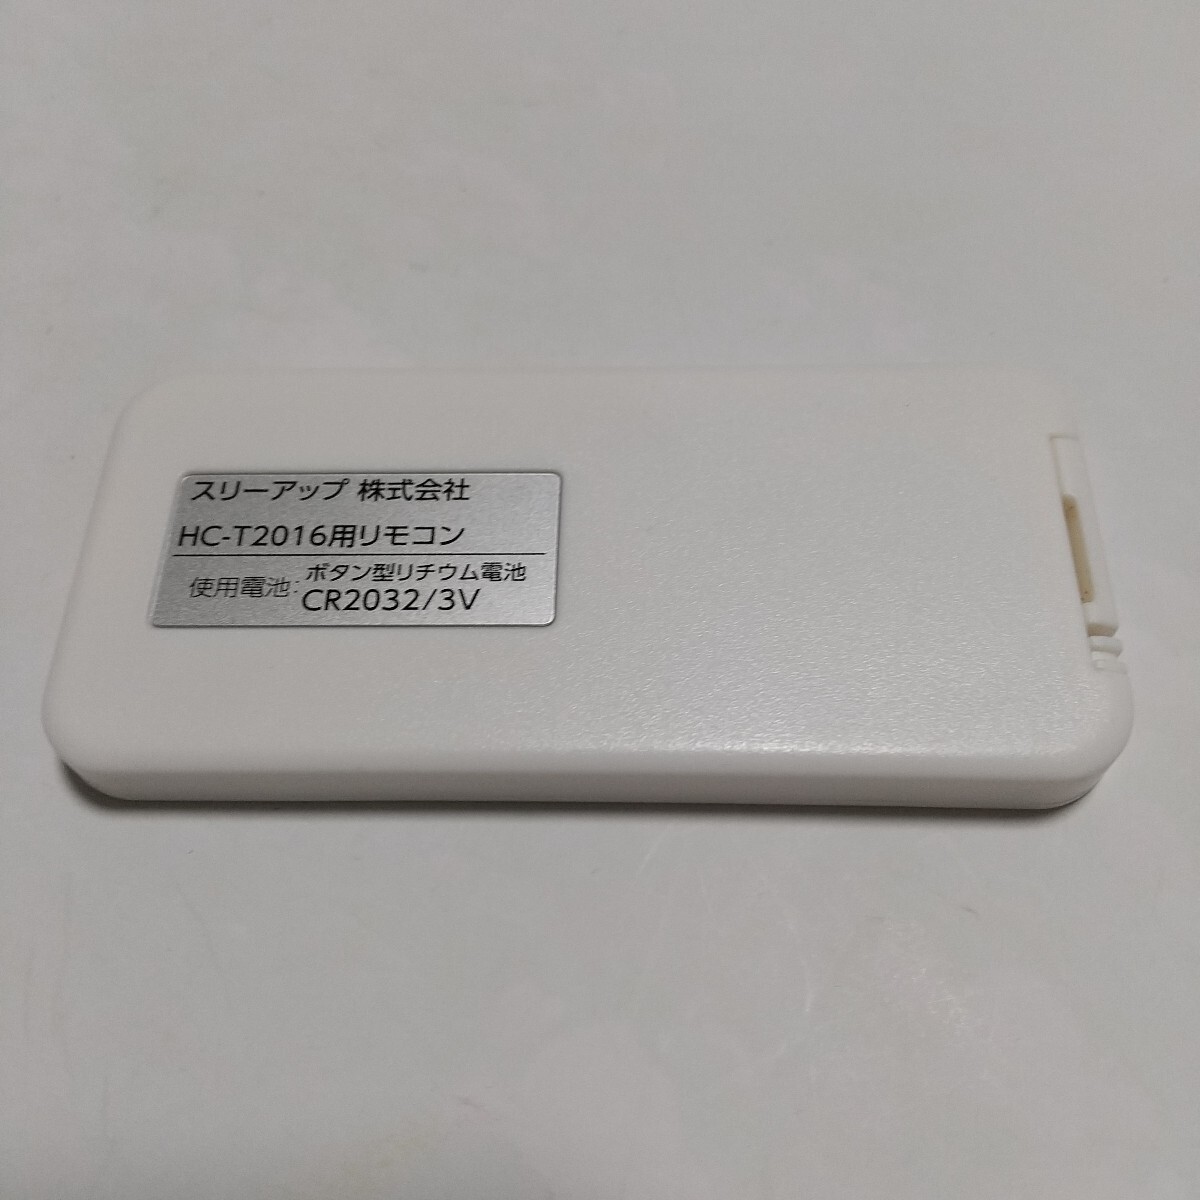 スリーアップ 株式会社
HC-T2016用リモコン
使用電池: ボタン型リチウム電池
CR2032/3V